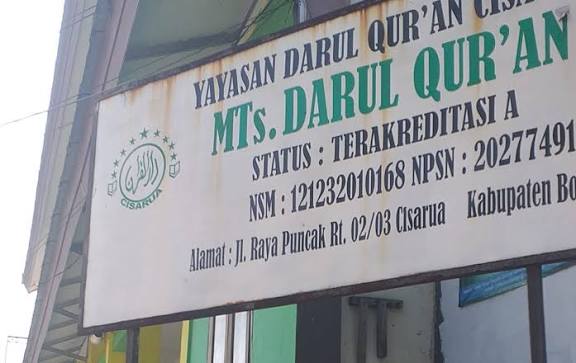 YAYASAN DARUL QUR'AN
MTs. DARUL QUR'AN
STATUS : TERAKREDITASI A
NSM : 121232010168 NPSN : 20277491
Alamat : Jl. Raya Puncak Rt. 02/03 Cisarua Kabupaten
CISARUA